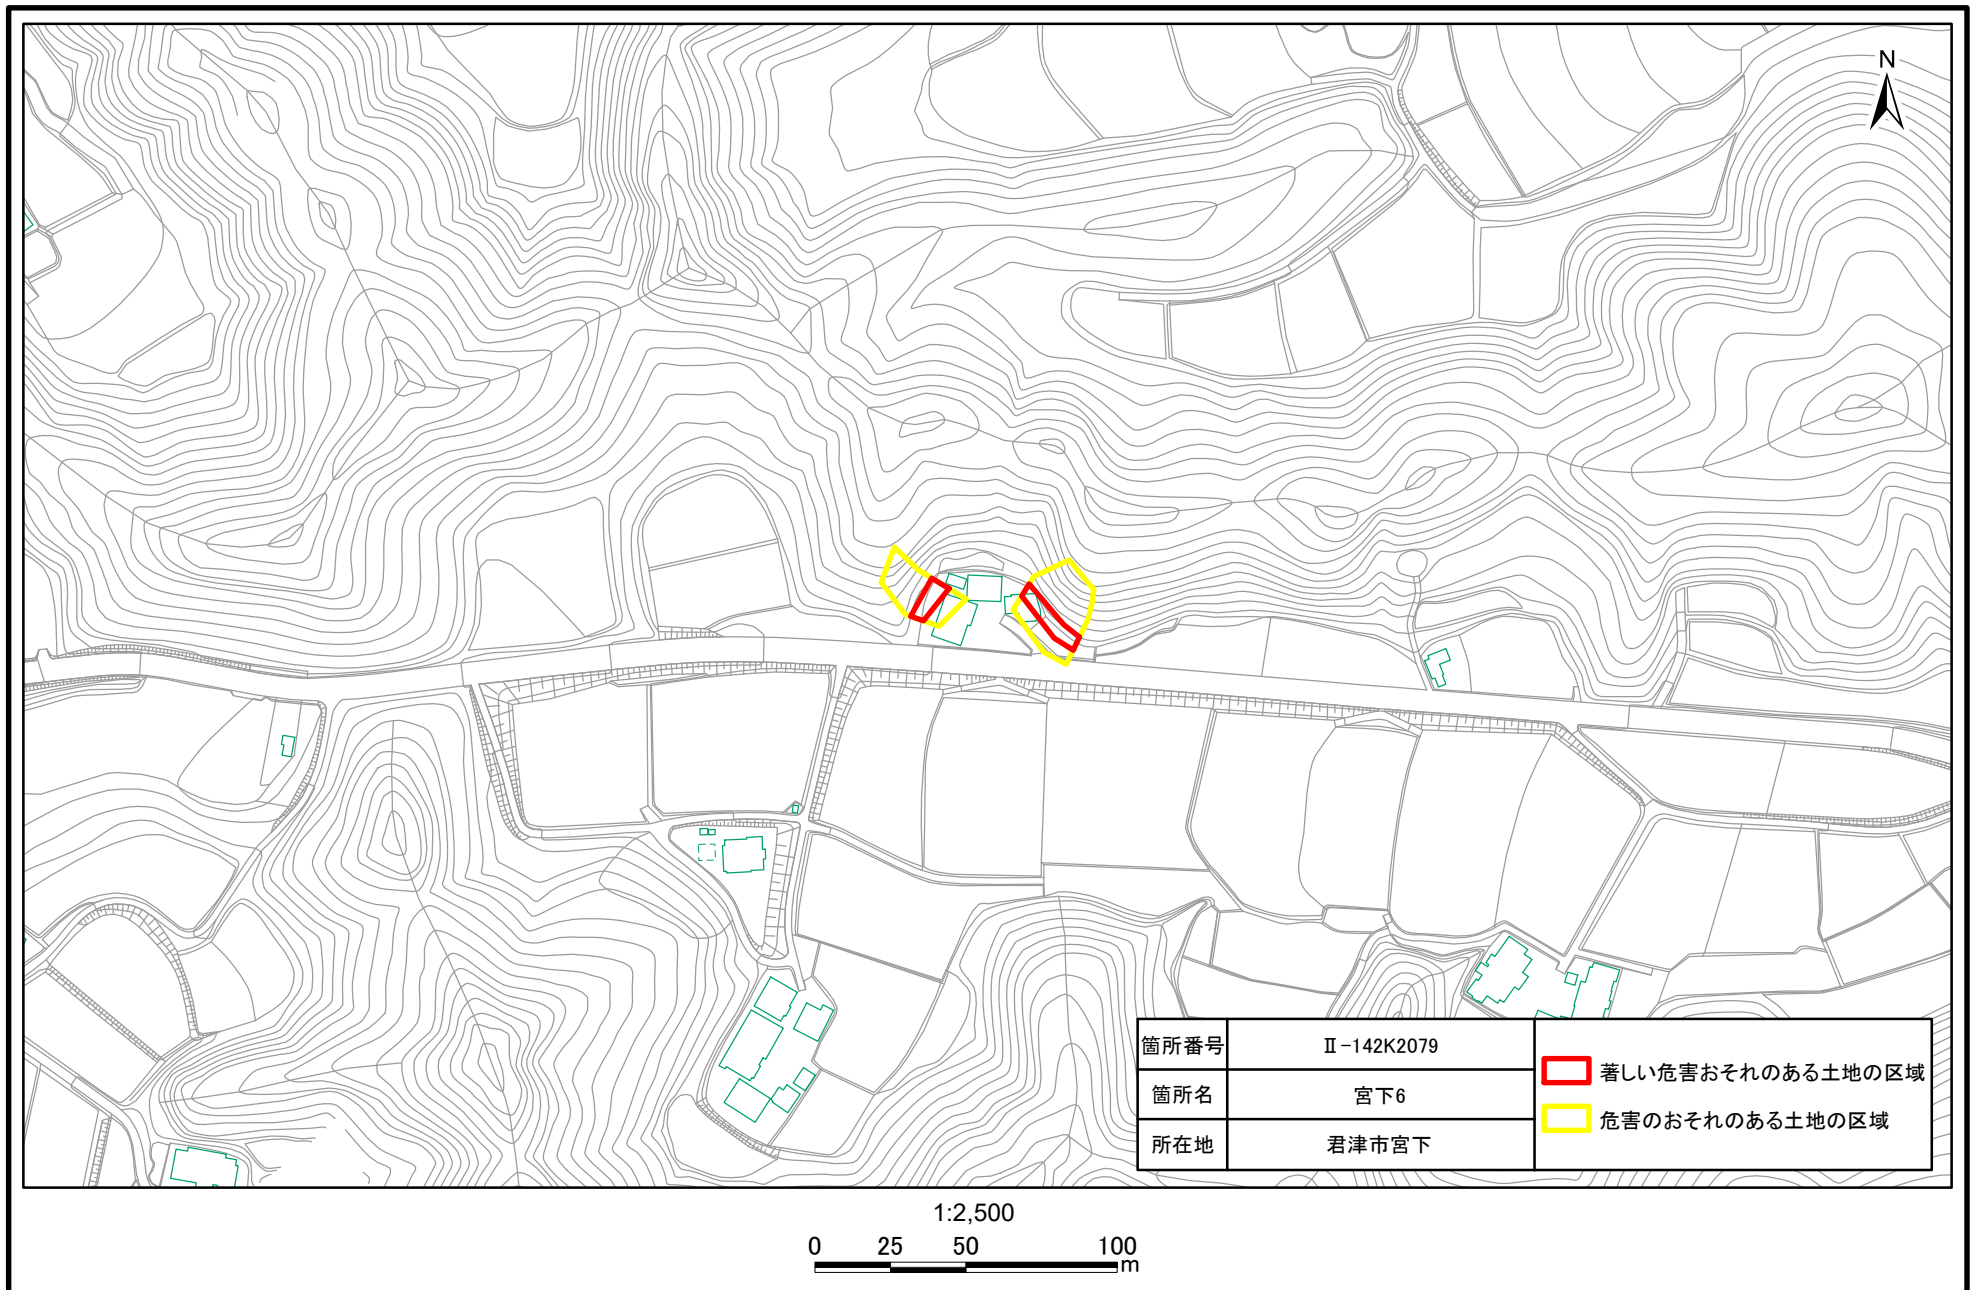 N
箇所番号 Ⅱ-142K2079
箇所名 宮下6
所在地 君津市宮下
著しい危害おそれのある土地の区域
危害のおそれのある土地の区域
1:2,500
0 25 50 100
m